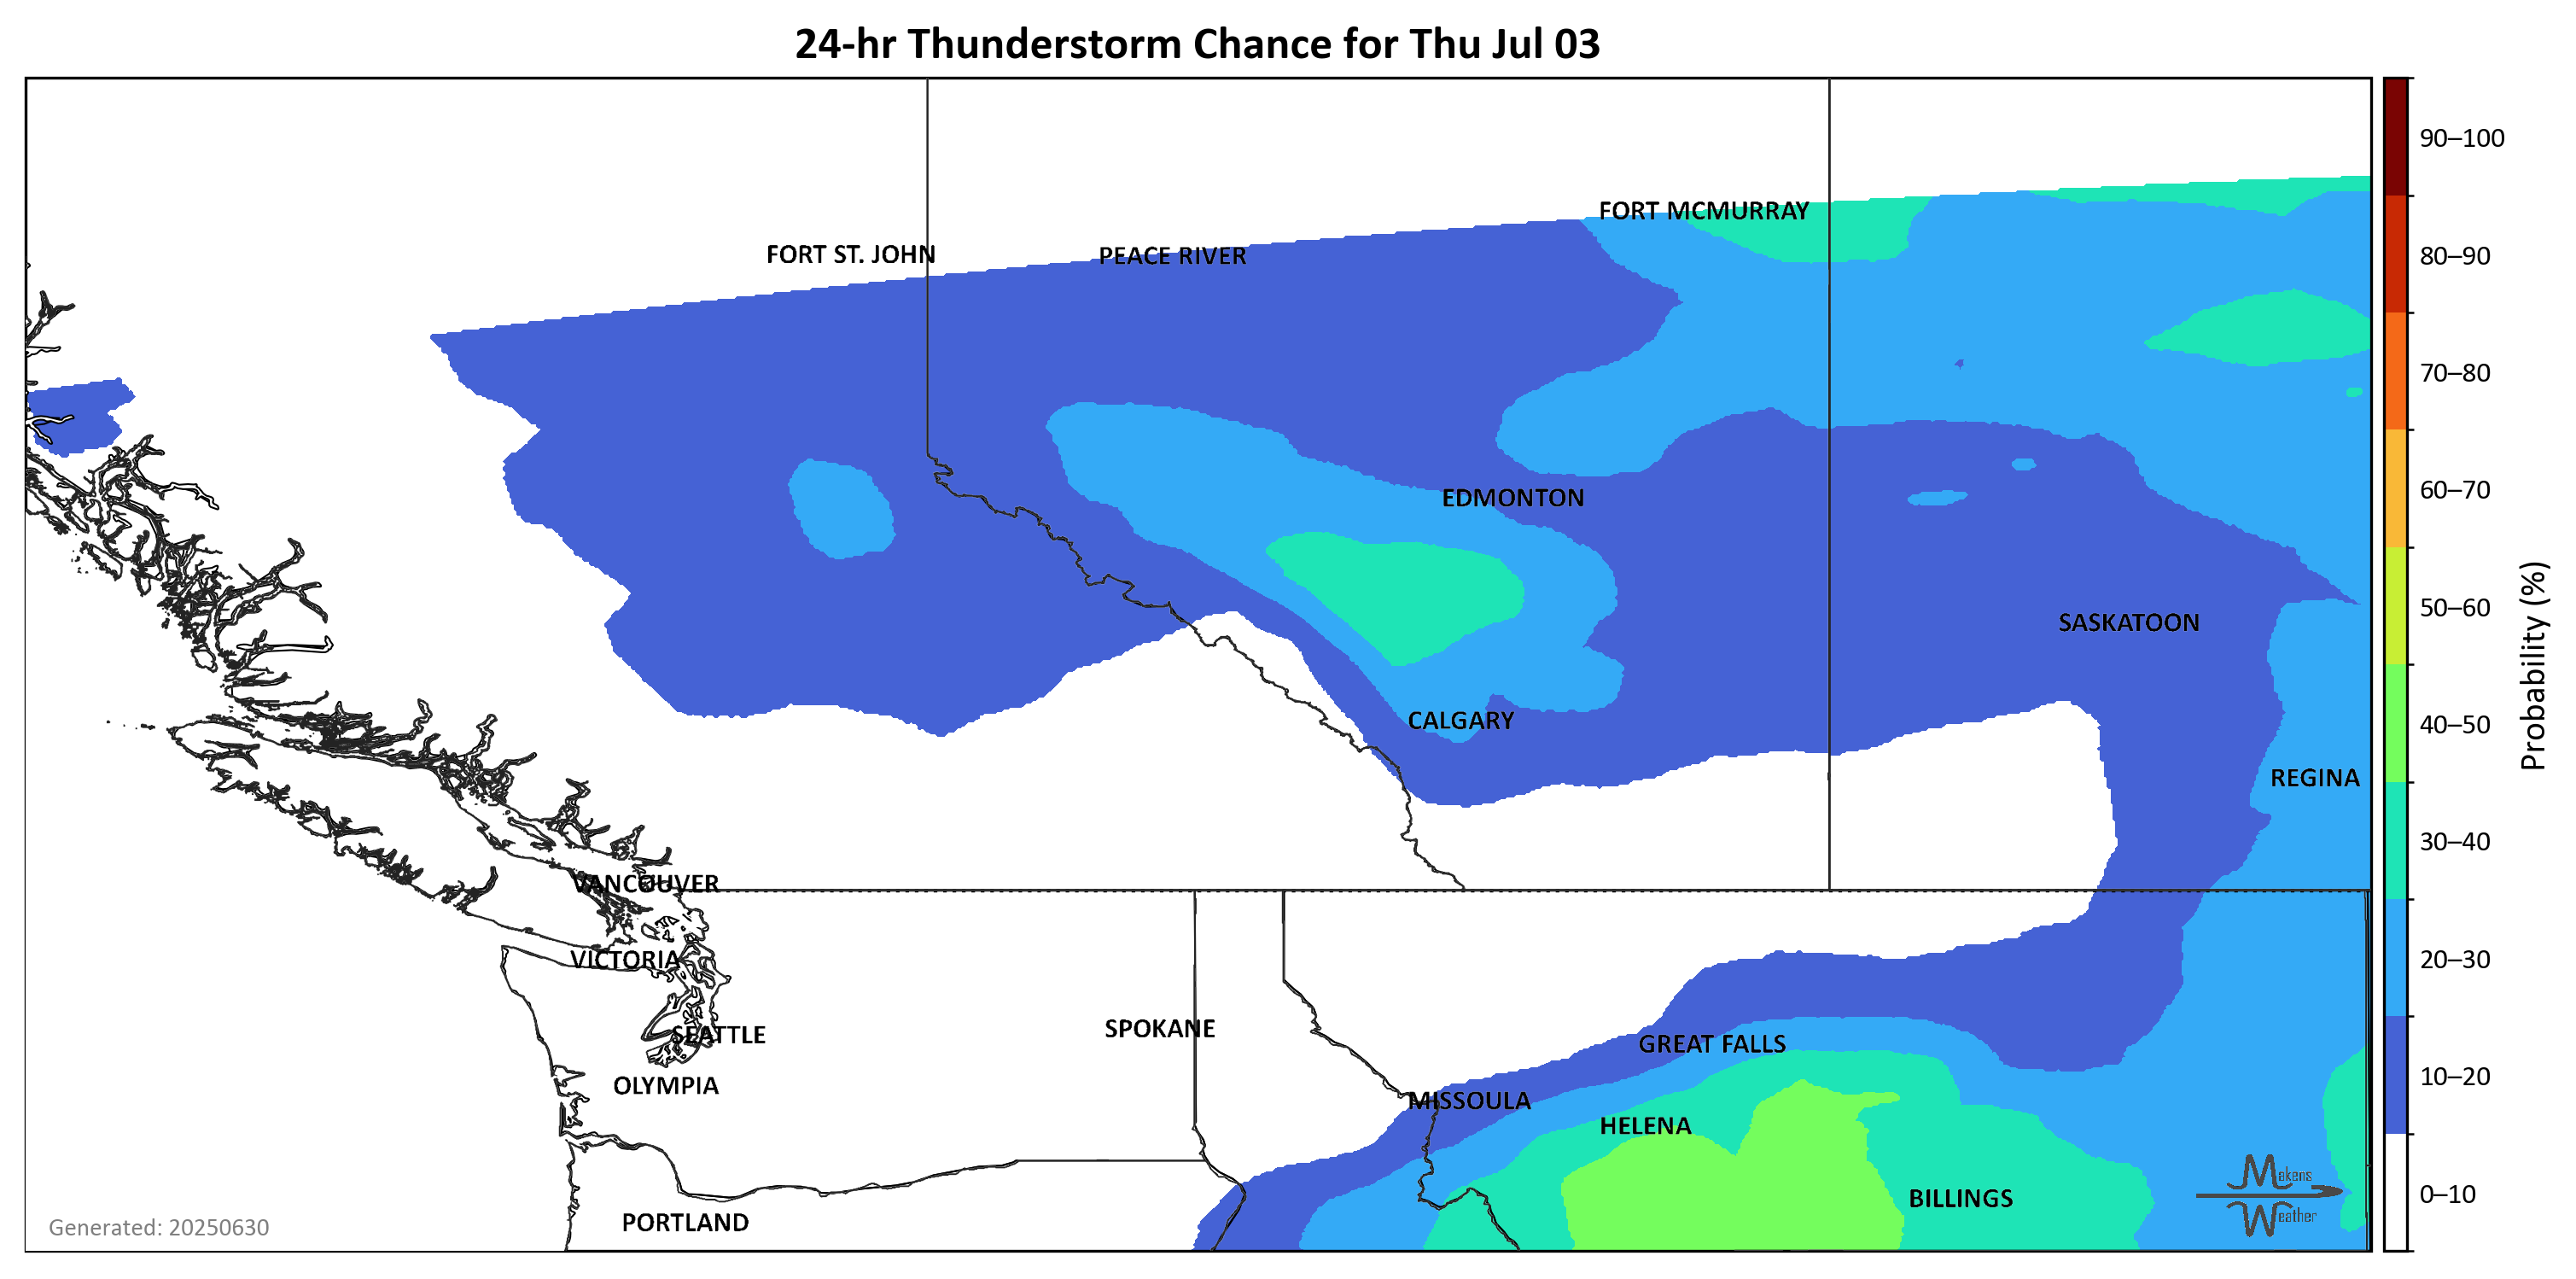 24-hr Thunderstorm Chance for Thu Jul 03
90–100
FORT MCMURRAY
FORT ST. JOHN
PEACE RIVER
80–90
70–80
60–70
EDMONTON
50–60
SASKATOON
Probability (%)
CALGARY
40–50
REGINA
30–40
VANCOUVER
VICTORIA
20–30
SPOKANE
SEATTLE
GREAT FALLS
10–20
OLYMPIA
MISSOULA
HELENA
Makens
Weather
0–10
BILLINGS
PORTLAND
Generated: 20250630